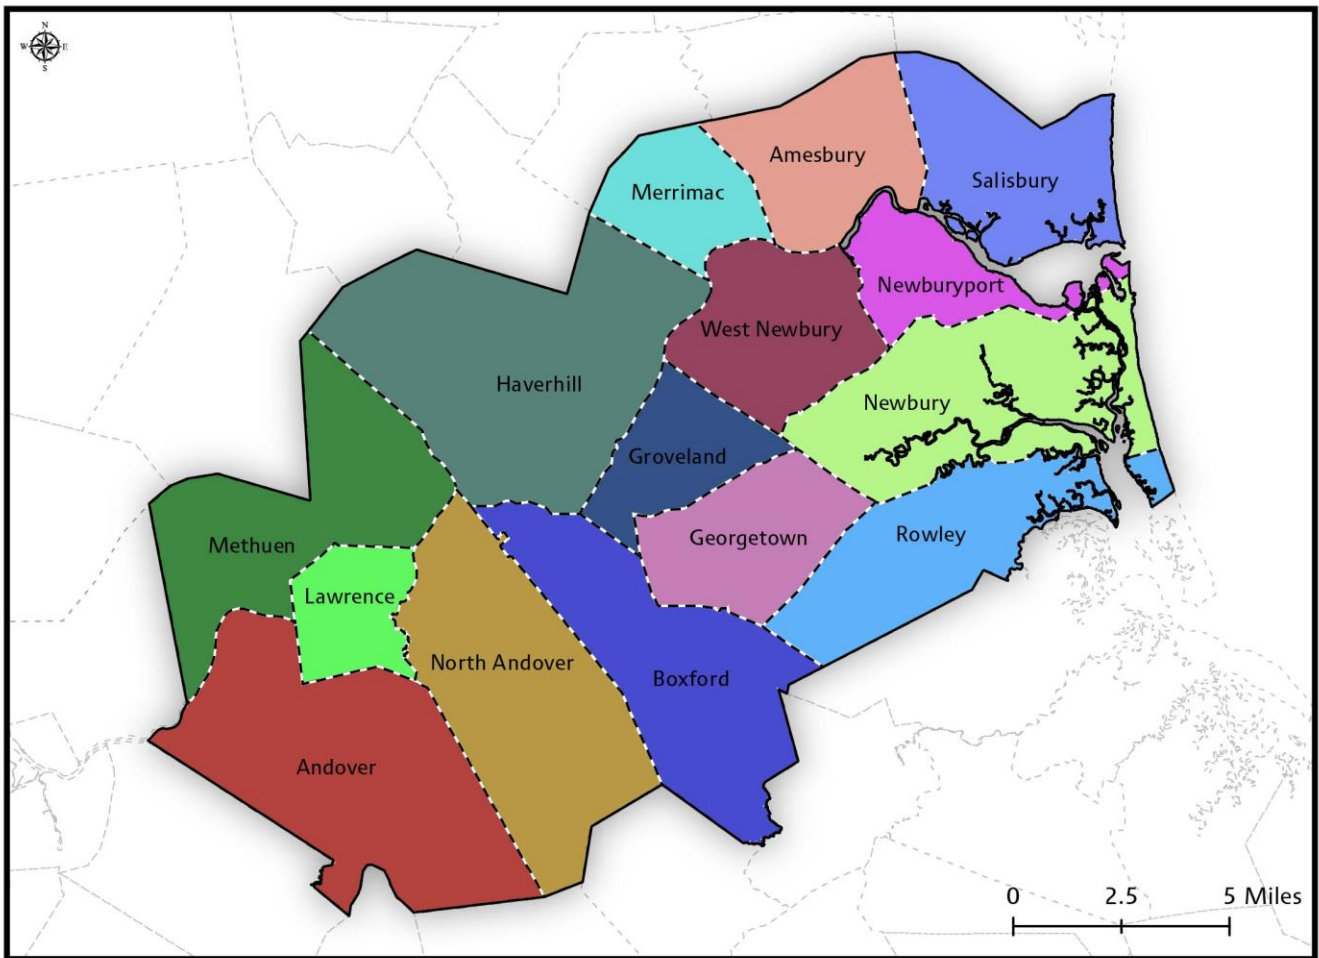 N
W E
S
Amesbury
Salisbury
Merrimac
Newburyport
West Newbury
Haverhill
Newbury
Groveland
Rowley
Georgetown
Methuen
Lawrence
North Andover
Boxford
Andover
0 2.5 5 Miles